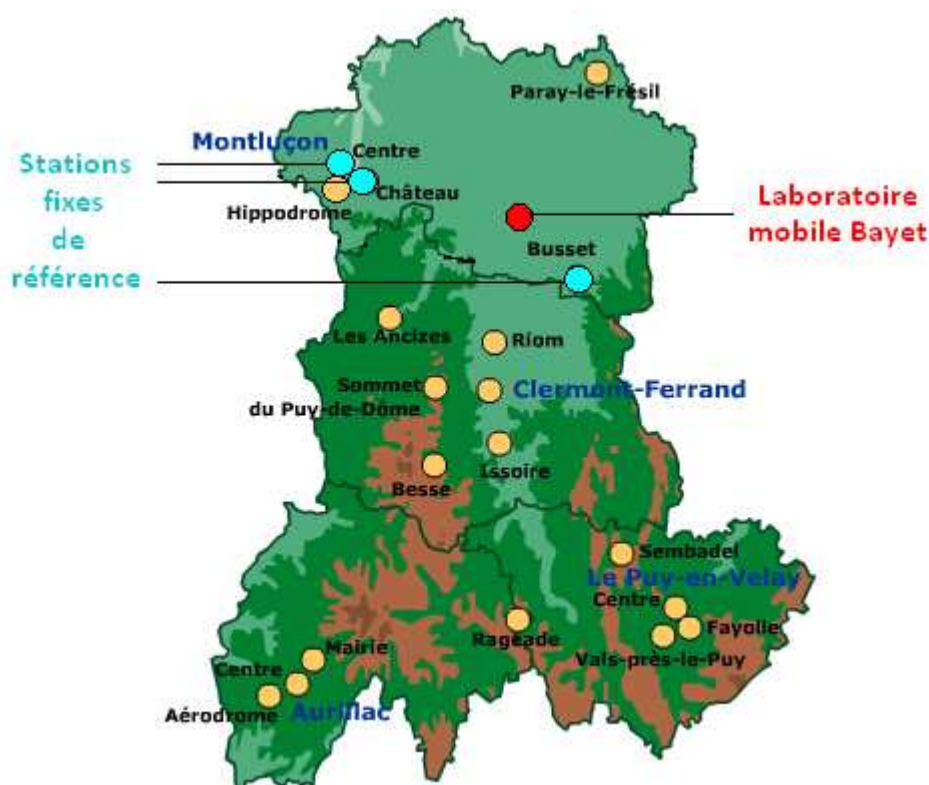 Paray-le-Frésil
Montluçon
Centre
Stations
fixes
de
référence
Château
Hippodrome
Laboratoire
mobile Bayet
Busset
Les Ancizes
Riom
Sommet
du Puy-de-Dôme
Clermont-Ferrand
Issoire
Besse
Sembadel
Le Puy-en-Velay
Centre
Fayolle
Vals-près-le-Puy
Rageade
Mairie
Centre
Aérodrome
Aurillac